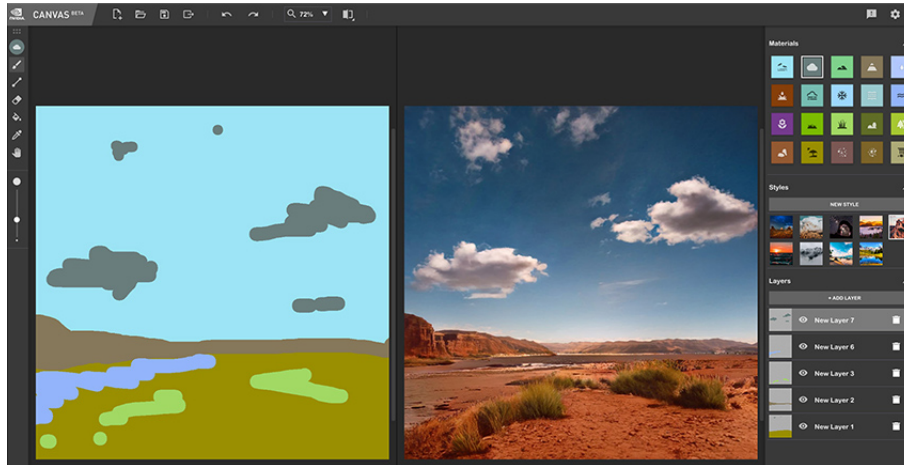 NVIDIA.
CANVAS BETA
72%
Materials
Styles
NEW STYLE
Layers
+ ADD LAYER
New Layer 7
New Layer 6
New Layer 3
New Layer 2
New Layer 1